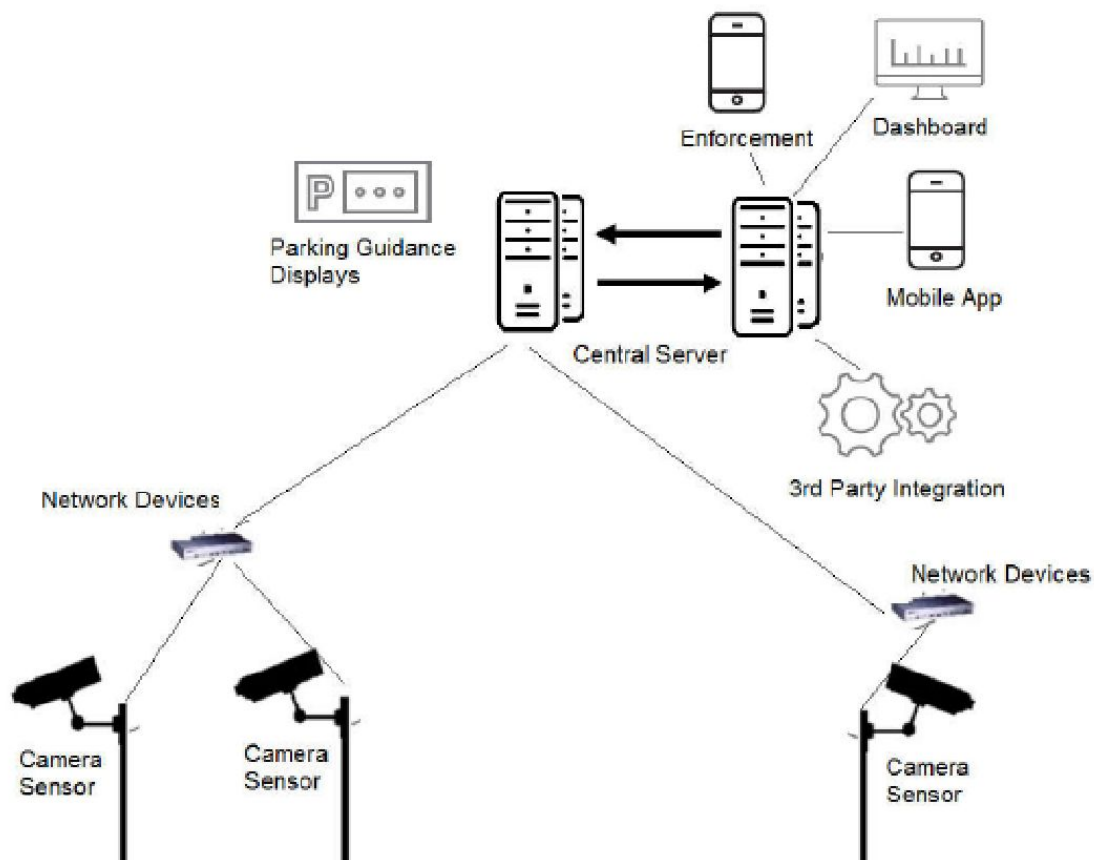 Enforcement
Dashboard
P
Parking Guidance
Displays
Mobile App
Central Server
3rd Party Integration
Network Devices
Network Devices
Camera
Sensor
Camera
Sensor
Camera
Sensor